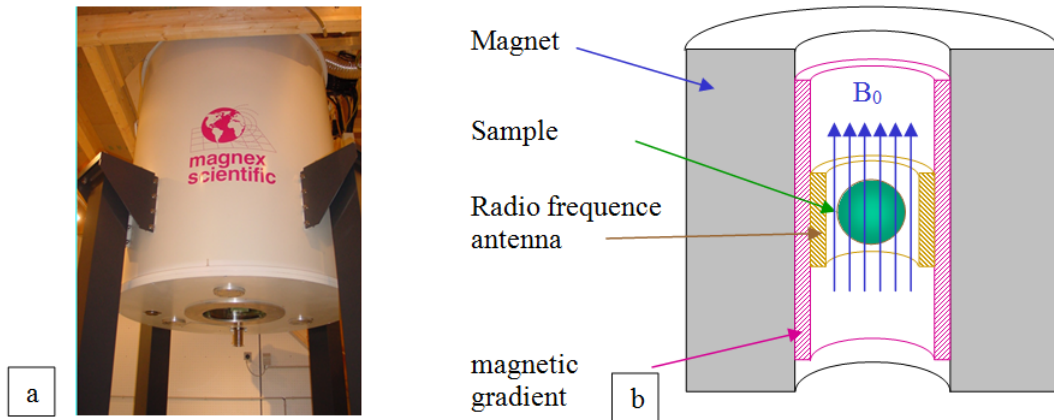 magnex
scientific
a
Magnet
Sample
Radio frequence
antenna
magnetic
gradient
B₀
b